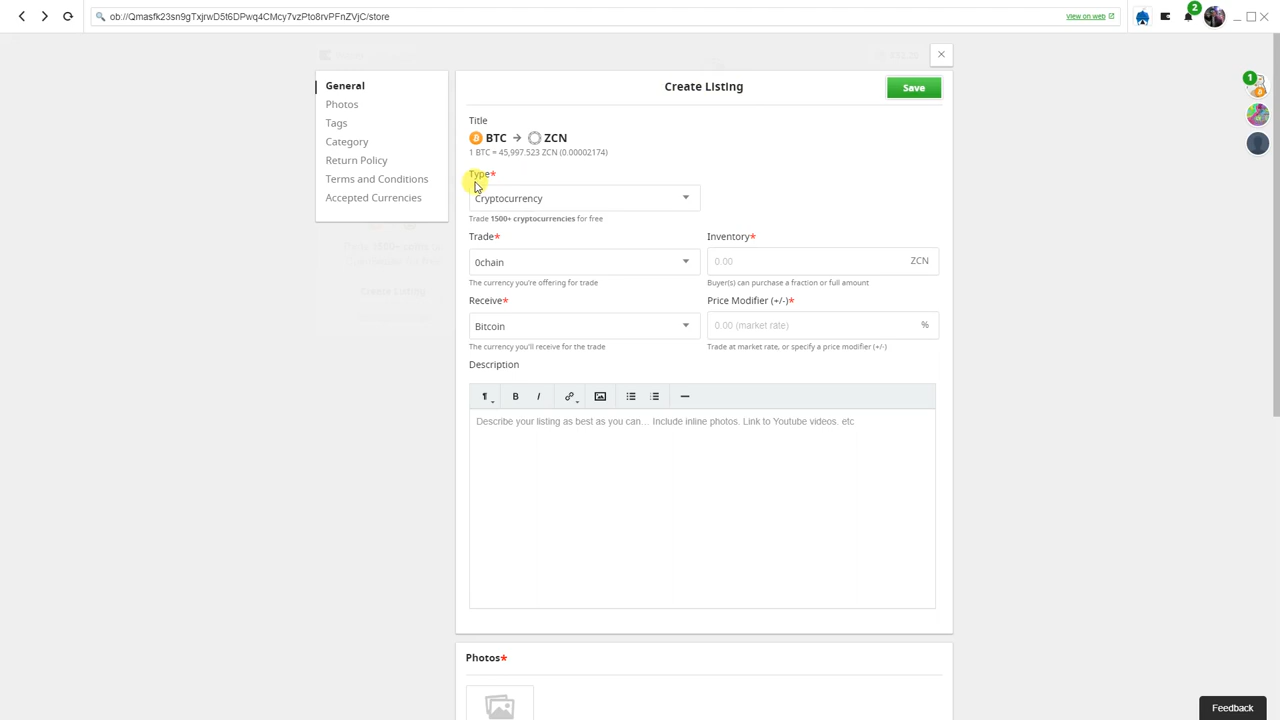 ob://Qmasfk23sn9gTxjrwD5t6DPwq4CMcy7vzPto8rvPFnZVjC/store
View on web
2
General
Photos
Tags
Category
Return Policy
Terms and Conditions
Accepted Currencies
Create Listing
Save
Title
BTC → ZCN
1 BTC = 45,997.523 ZCN (0.00002174)
Type*
Cryptocurrency
Trade 1500+ cryptocurrencies for free
Trade*
Inventory*
0chain
0.00 ZCN
The currency you're offering for trade
Buyer(s) can purchase a fraction or full amount
Receive*
Price Modifier (+/-)*
Bitcoin
0.00 (market rate) %
The currency you'll receive for the trade
Trade at market rate, or specify a price modifier (+/-)
Description
B I
Describe your listing as best as you can... Include inline photos. Link to Youtube videos. etc
Photos*
1
Create Listing
Feedback